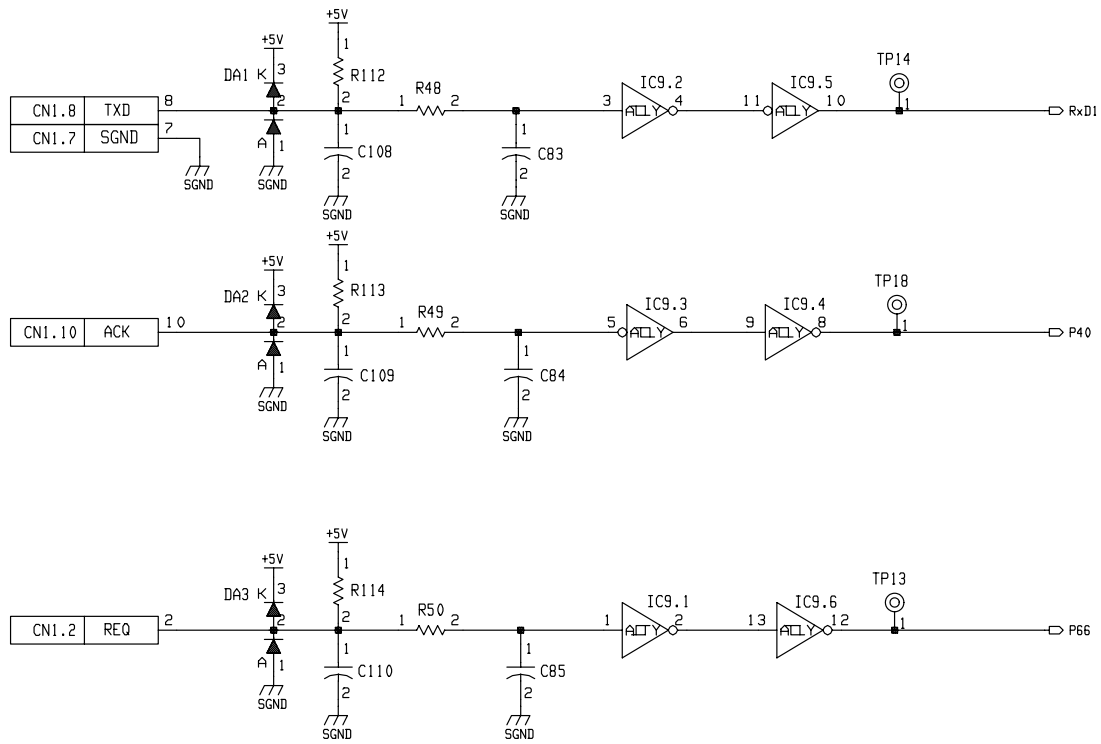 +5V
+5V
1
DA1 K 3
R112
R48
IC9.2
IC9.5
TP14
CN1.8 TXD 8
2
2
1 2
3 4
11 10
1
RxD1
CN1.7 SGND 7
A 1
1
C108
2
1
C83
2
SGND
SGND
SGND
SGND
+5V
+5V
1
DA2 K 3
R113
R49
IC9.3
IC9.4
TP18
CN1.10 ACK 10
2
2
1 2
5 6
9 8
1
P40
A 1
1
C109
2
1
C84
2
SGND
SGND
SGND
+5V
+5V
1
DA3 K 3
R114
R50
IC9.1
IC9.6
TP13
CN1.2 REQ 2
2
2
1 2
1 2
13 12
1
P66
A 1
1
C110
2
1
C85
2
SGND
SGND
SGND